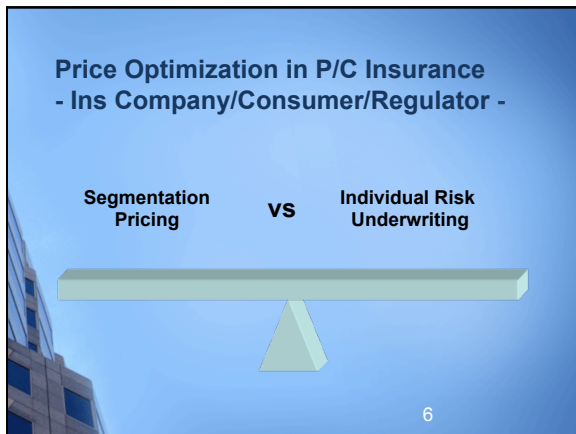 Price Optimization in P/C Insurance
- Ins Company/Consumer/Regulator -
Segmentation
Pricing
vs
Individual Risk
Underwriting
6